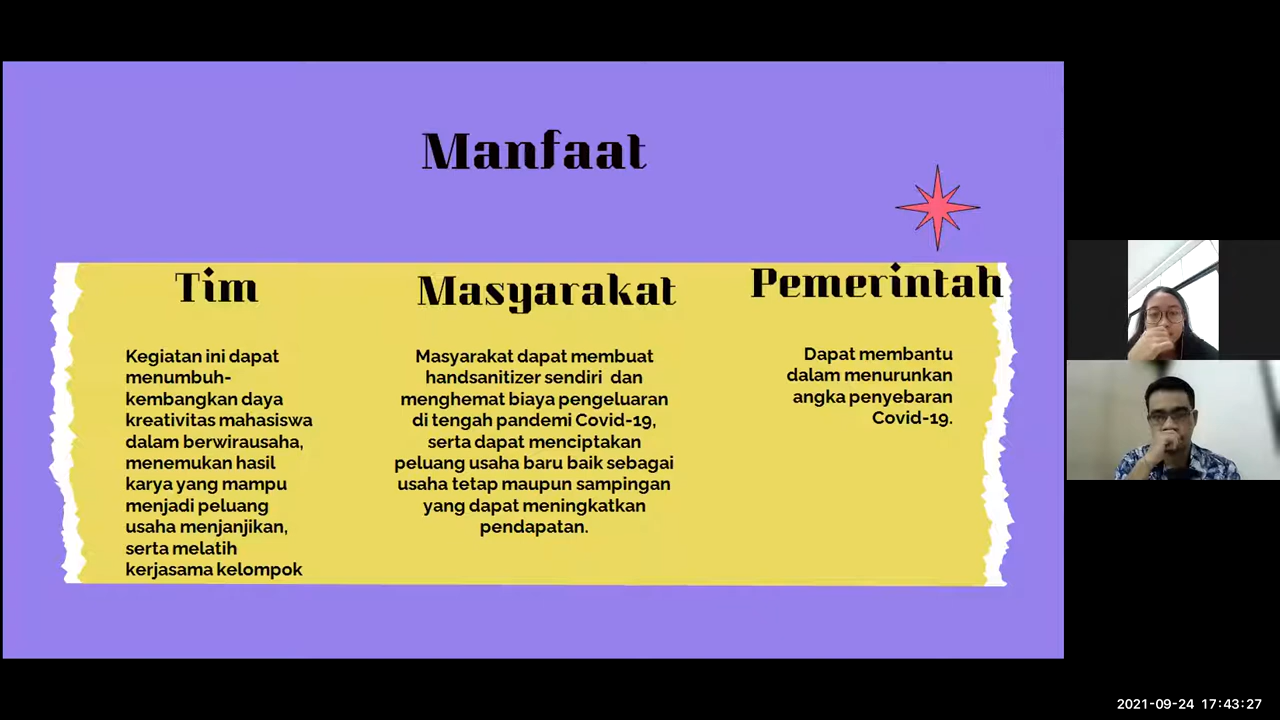 Manfaat
Tim
Kegiatan ini dapat
menumbuh-
kembangkan daya
kreativitas mahasiswa
dalam berwirausaha,
menemukan hasil
karya yang mampu
menjadi peluang
usaha menjanjikan,
serta melatih
kerjasama kelompok
Masyarakat
Masyarakat dapat membuat
handsanitizer sendiri dan
menghemat biaya pengeluaran
di tengah pandemi Covid-19,
serta dapat menciptakan
peluang usaha baru baik sebagai
usaha tetap maupun sampingan
yang dapat meningkatkan
pendapatan.
Pemerintah
Dapat membantu
dalam menurunkan
angka penyebaran
Covid-19.
2021-09-24 17:43:27